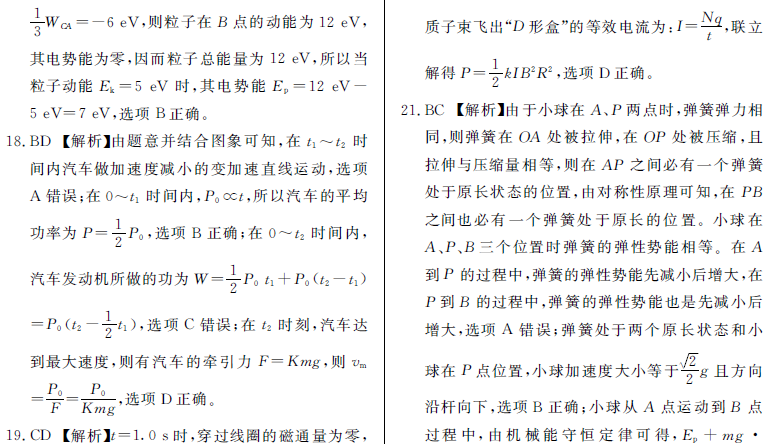 1/3 W_CA = -6 eV,则粒子在 B 点的动能为 12 eV,
其电势能为零,因而粒子总能量为 12 eV,所以当
粒子动能 E_k = 5 eV 时,其电势能 E_p = 12 eV -
5 eV = 7 eV,选项 B 正确。
18. BD 【解析】由题意并结合图象可知,在 t₁～t₂ 时
间内汽车做加速度减小的变加速直线运动,选项
A 错误;在 0～t₁ 时间内,P₀∝t,所以汽车的平均
功率为 P = 1/2 P₀,选项 B 正确;在 0～t₂ 时间内,
汽车发动机所做的功为 W = 1/2 P₀ t₁ + P₀(t₂ - t₁)
= P₀(t₂ - 1/2 t₁),选项 C 错误;在 t₂ 时刻,汽车达
到最大速度,则有汽车的牵引力 F = Kmg,则 v_m
= P₀/F = P₀/Kmg,选项 D 正确。
19. CD 【解析】t = 1.0 s 时,穿过线圈的磁通量为零,
质子束飞出“D 形盒”的等效电流为:I = Nq/t,联立
解得 P = 1/2 kIB²R²,选项 D 正确。
21. BC 【解析】由于小球在 A、P 两点时,弹簧弹力相
同,则弹簧在 OA 处被拉伸,在 OP 处被压缩,且
拉伸与压缩量相等,则在 AP 之间必有一个弹簧
处于原长状态的位置,由对称性原理可知,在 PB
之间也必有一个弹簧处于原长的位置。小球在
A、P、B 三个位置时弹簧的弹性势能相等。在 A
到 P 的过程中,弹簧的弹性势能先减小后增大,在
P 到 B 的过程中,弹簧的弹性势能也是先减小后
增大,选项 A 错误;弹簧处于两个原长状态和小
球在 P 点位置,小球加速度大小等于 √2/2 g 且方向
沿杆向下,选项 B 正确;小球从 A 点运动到 B 点
过程中,由机械能守恒定律可得,E_p + mg·